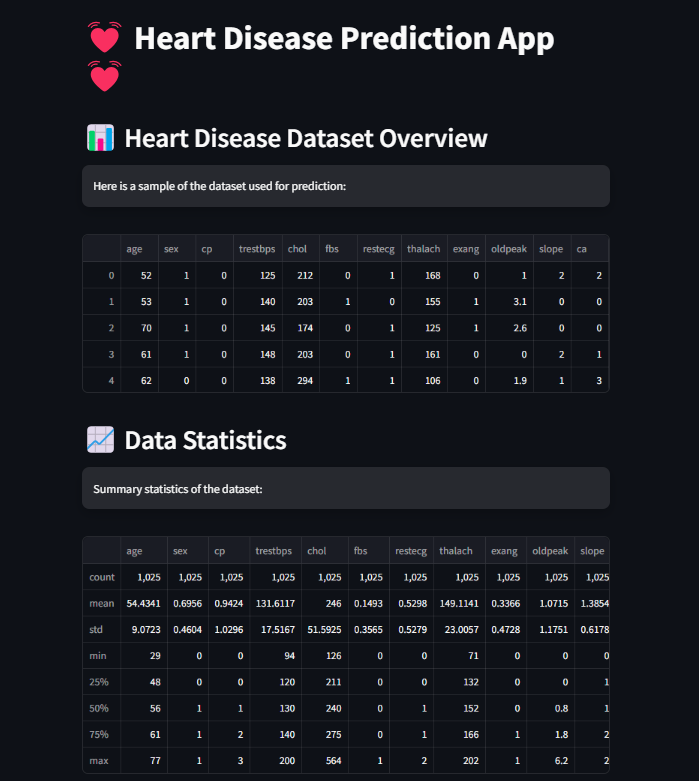 Heart Disease Prediction App
Heart Disease Dataset Overview
Here is a sample of the dataset used for prediction:
age sex cp trestbps chol fbs restecg thalach exang oldpeak slope ca
0 52 1 0 125 212 0 1 168 0 1 2 2
1 53 1 0 140 203 1 0 155 1 3.1 0 0
2 70 1 0 145 174 0 1 125 1 2.6 0 0
3 61 1 0 148 203 0 1 161 0 0 2 1
4 62 0 0 138 294 1 1 106 0 1.9 1 3
Data Statistics
Summary statistics of the dataset:
age sex cp trestbps chol fbs restecg thalach exang oldpeak slope
count 1,025 1,025 1,025 1,025 1,025 1,025 1,025 1,025 1,025 1,025 1,025
mean 54.4341 0.6956 0.9424 131.6117 246 0.1493 0.5298 149.1141 0.3366 1.0715 1.3854
std 9.0723 0.4604 1.0296 17.5167 51.5925 0.3565 0.5279 23.0057 0.4728 1.1751 0.6178
min 29 0 0 94 126 0 0 71 0 0 0
25% 48 0 0 120 211 0 0 132 0 0 1
50% 56 1 1 130 240 0 1 152 0 0.8 1
75% 61 1 2 140 275 0 1 166 1 1.8 2
max 77 1 3 200 564 1 2 202 1 6.2 2